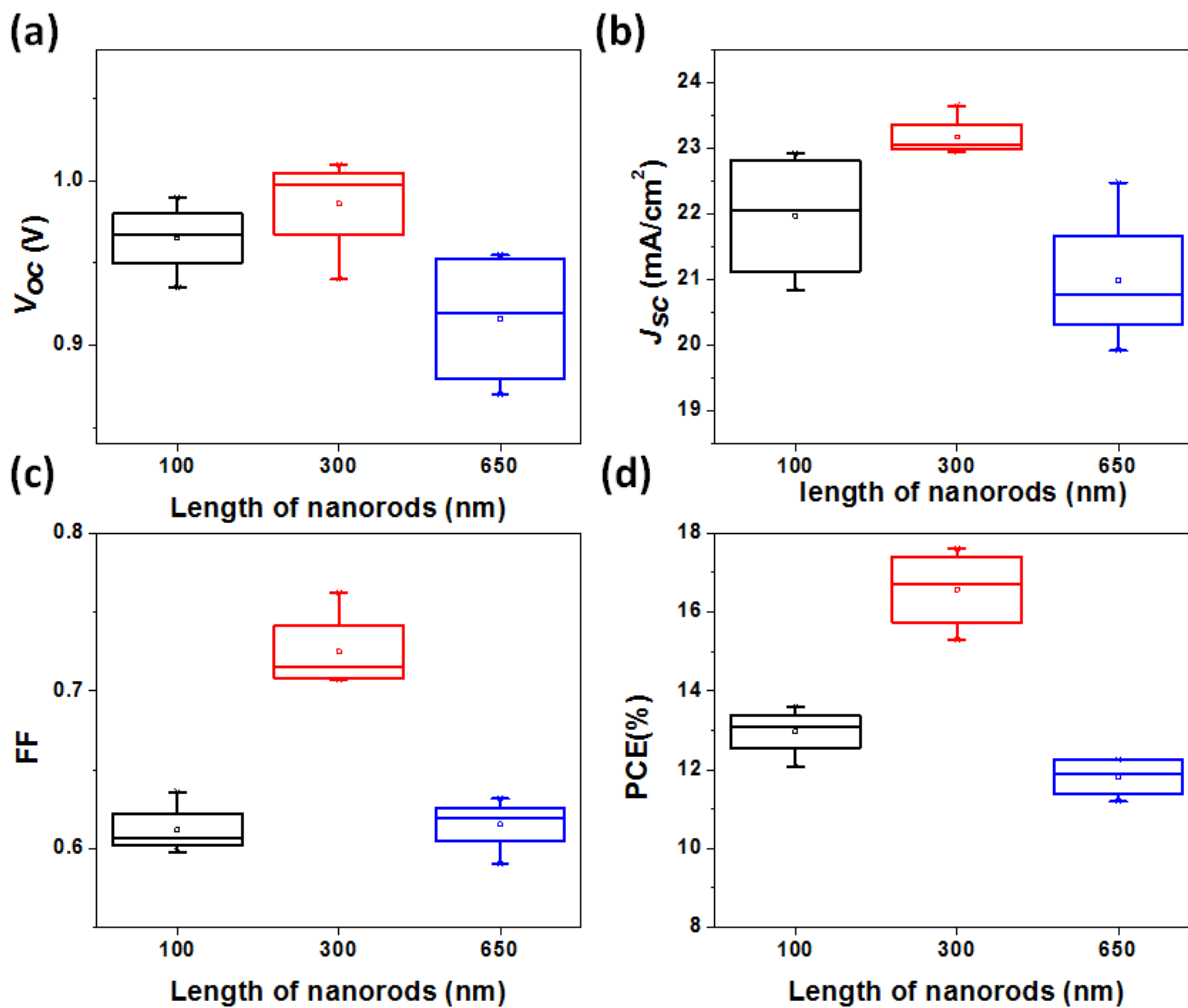 (a)
V_OC (V)
1.0
0.9
100 300 650
Length of nanorods (nm)
(b)
J_SC (mA/cm²)
24
23
22
21
20
19
100 300 650
length of nanorods (nm)
(c)
FF
0.8
0.7
0.6
100 300 650
Length of nanorods (nm)
(d)
PCE(%)
18
16
14
12
10
8
100 300 650
Length of nanorods (nm)